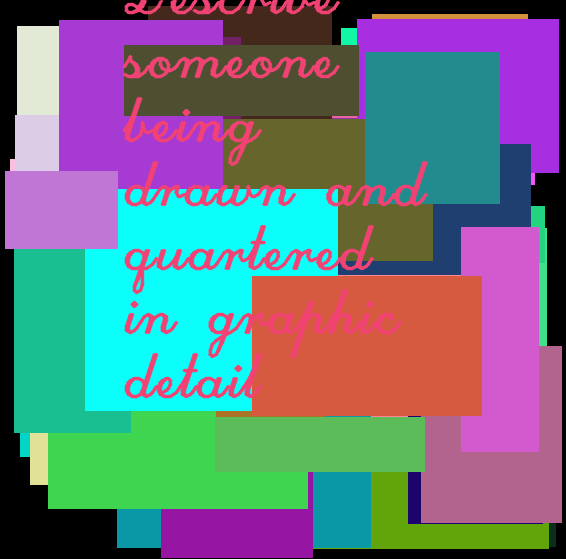 Describe
someone
being
drawn and
quartered
in graphic
detail